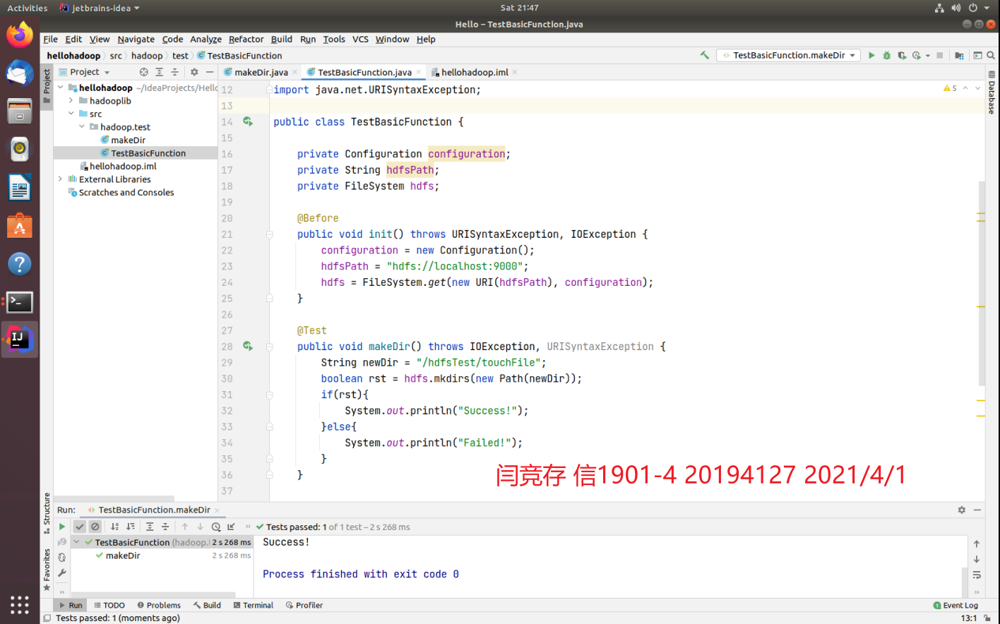 Activities jetbrains-idea Sat 21:47
Hello – TestBasicFunction.java
File Edit View Navigate Code Analyze Refactor Build Run Tools VCS Window Help
hellohadoop src hadoop test TestBasicFunction TestBasicFunction.makeDir
Project
Project
makeDir.java TestBasicFunction.java hellohadoop.iml
hellohadoop ~/IdeaProjects/Hello
hadooplib
src
hadoop.test
makeDir
TestBasicFunction
hellohadoop.iml
External Libraries
Scratches and Consoles
Database
5
12 import java.net.URISyntaxException;
13
14 public class TestBasicFunction {
15
16 private Configuration configuration;
17 private String hdfsPath;
18 private FileSystem hdfs;
19
20 @Before
21 public void init() throws URISyntaxException, IOException {
22 configuration = new Configuration();
23 hdfsPath = "hdfs://localhost:9000";
24 hdfs = FileSystem.get(new URI(hdfsPath), configuration);
25 }
26
27 @Test
28 public void makeDir() throws IOException, URISyntaxException {
29 String newDir = "/hdfsTest/touchFile";
30 boolean rst = hdfs.mkdirs(new Path(newDir));
31 if(rst){
32 System.out.println("Success!");
33 }else{
34 System.out.println("Failed!");
35 }
36 }
37
闫竞存 信1901-4 20194127 2021/4/1
Structure
Favorites
Run: TestBasicFunction.makeDir
Tests passed: 1 of 1 test – 2 s 268 ms
TestBasicFunction (hadoop. 2 s 268 ms
makeDir 2 s 268 ms
Success!
Process finished with exit code 0
Run TODO Problems Build Terminal Profiler 1 Event Log
Tests passed: 1 (moments ago) 13:1